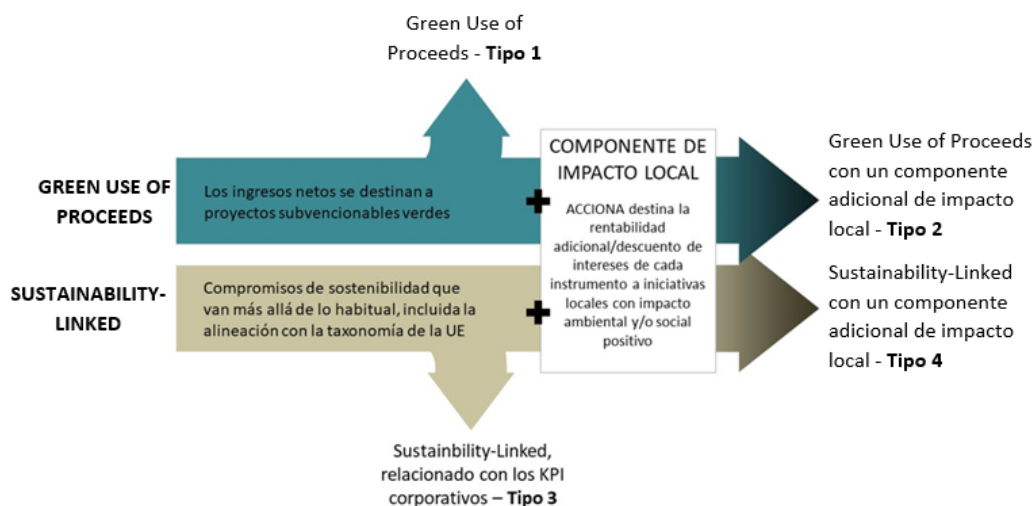 Green Use of
Proceeds - Tipo 1
GREEN USE OF
PROCEEDS
Los ingresos netos se destinan a
proyectos subvencionables verdes
+
COMPONENTE DE
IMPACTO LOCAL
ACCIONA destina la
rentabilidad
adicional/descuento de
intereses de cada
instrumento a iniciativas
locales con impacto
ambiental y/o social
positivo
Green Use of Proceeds
con un componente
adicional de impacto
local - Tipo 2
SUSTAINABILITY-
LINKED
Compromisos de sostenibilidad que
van más allá de lo habitual, incluida la
alineación con la taxonomía de la UE
+
Sustainability-Linked
con un componente
adicional de impacto
local - Tipo 4
Sustainbility-Linked,
relacionado con los KPI
corporativos – Tipo 3